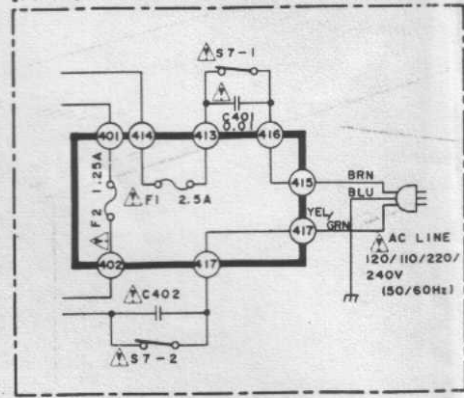 S7-1
C401
0.01
401
414
413
416
1.25A
F2
F1 2.5A
415
BRN
BLU
YEL/
GRN
417
AC LINE
120/110/220/
240V
(50/60Hz)
402
417
C402
S7-2